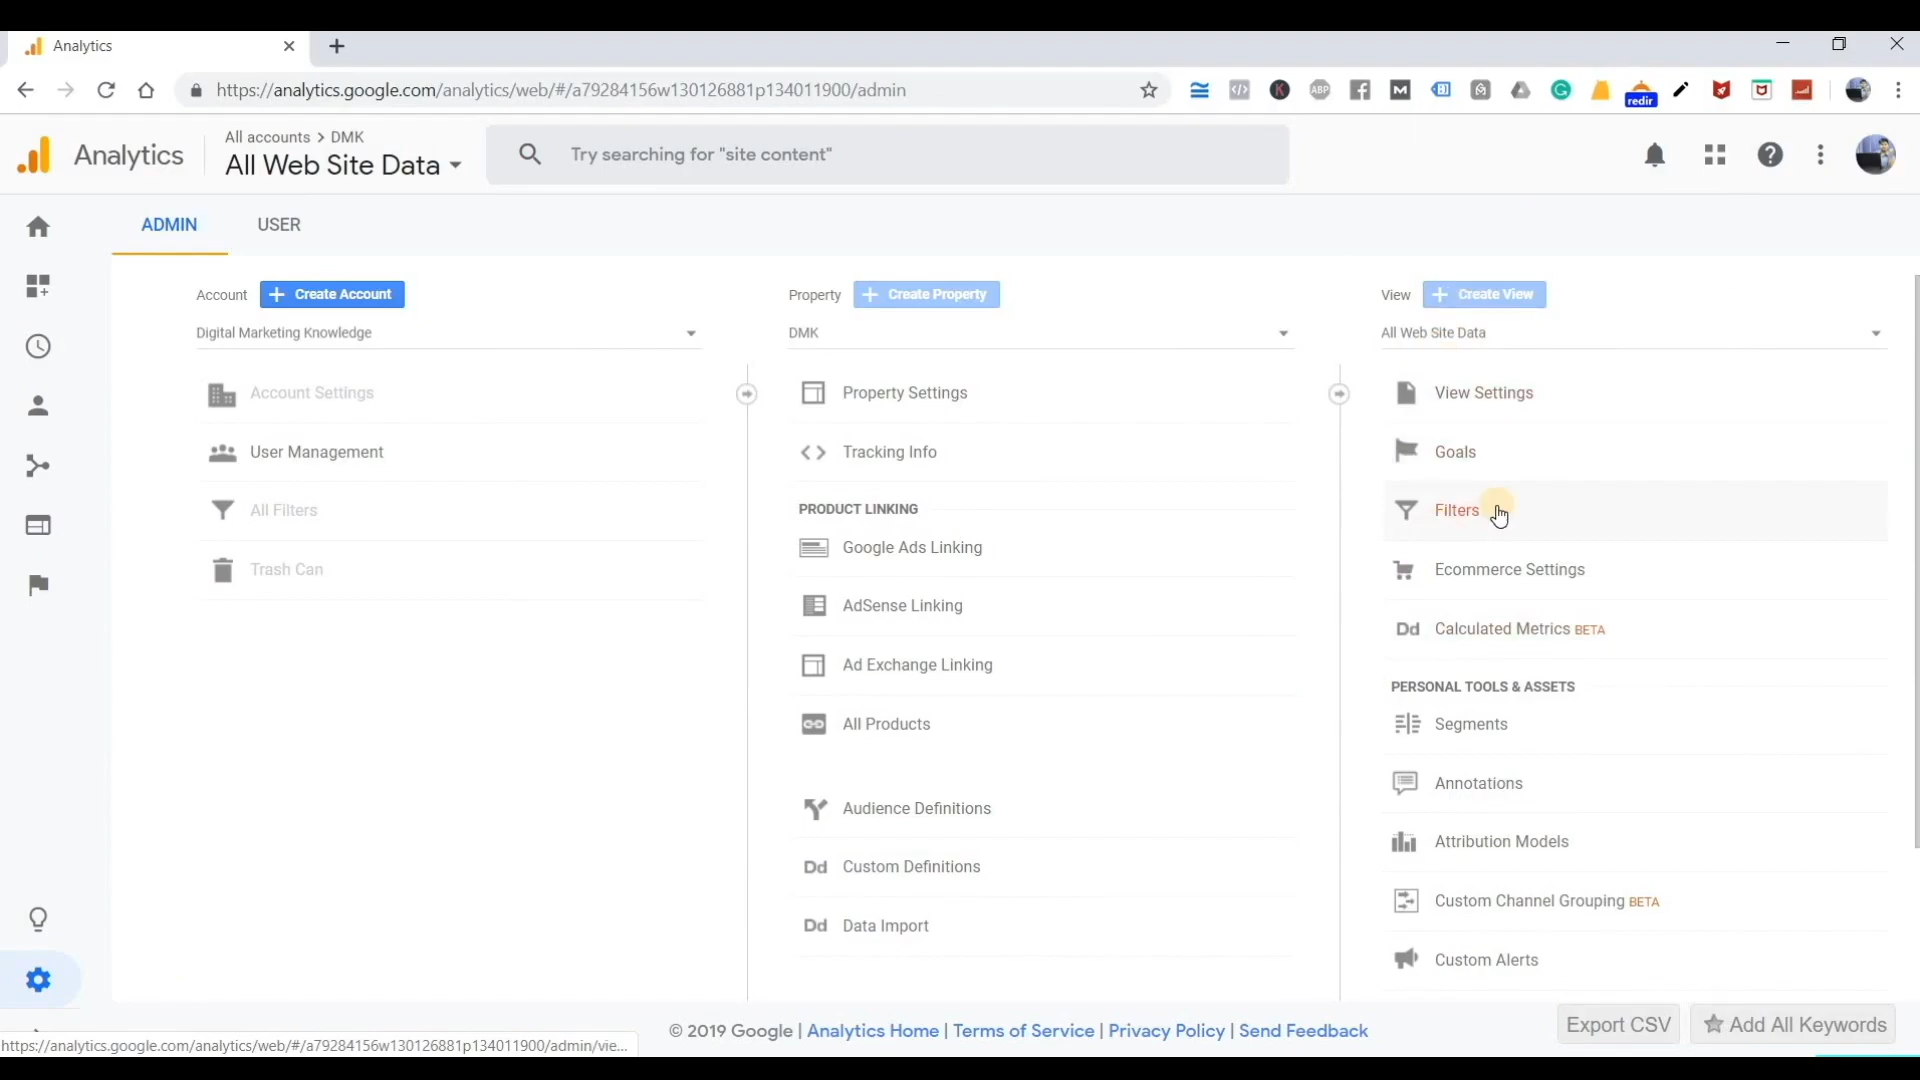 Analytics
https://analytics.google.com/analytics/web/#/a79284156w130126881p134011900/admin
ABP
redir
Analytics
All accounts > DMK
All Web Site Data
Try searching for "site content"
ADMIN
USER
Account
Create Account
Digital Marketing Knowledge
Account Settings
User Management
All Filters
Trash Can
Property
Create Property
DMK
Property Settings
Tracking Info
PRODUCT LINKING
Google Ads Linking
AdSense Linking
Ad Exchange Linking
All Products
Audience Definitions
Dd Custom Definitions
Dd Data Import
View
Create View
All Web Site Data
View Settings
Goals
Filters
Ecommerce Settings
Dd Calculated Metrics BETA
PERSONAL TOOLS & ASSETS
Segments
Annotations
Attribution Models
Custom Channel Grouping BETA
Custom Alerts
Export CSV
Add All Keywords
© 2019 Google | Analytics Home | Terms of Service | Privacy Policy | Send Feedback
https://analytics.google.com/analytics/web/#/a79284156w130126881p134011900/admin/vie...